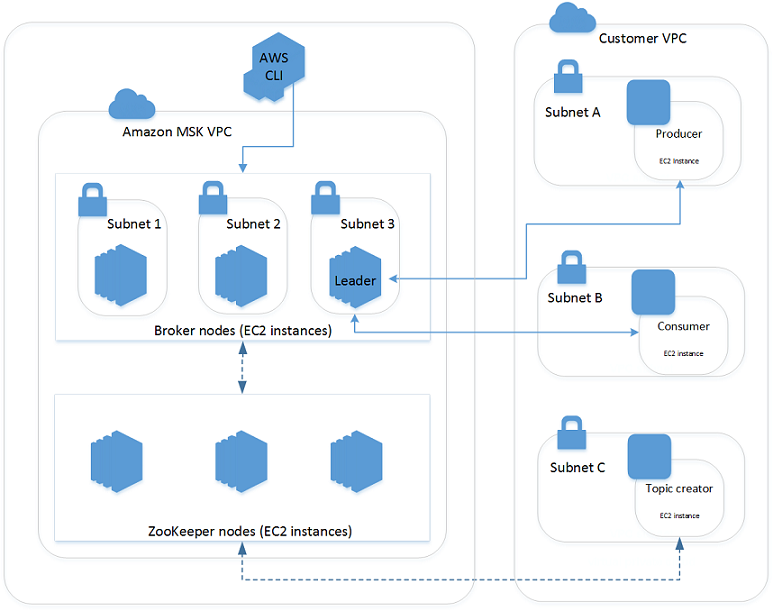 AWS
CLI
Amazon MSK VPC
Subnet 1
Subnet 2
Subnet 3
Leader
Broker nodes (EC2 instances)
ZooKeeper nodes (EC2 instances)
Customer VPC
Subnet A
Producer
EC2 Instance
Subnet B
Consumer
EC2 instance
Subnet C
Topic creator
EC2 instance